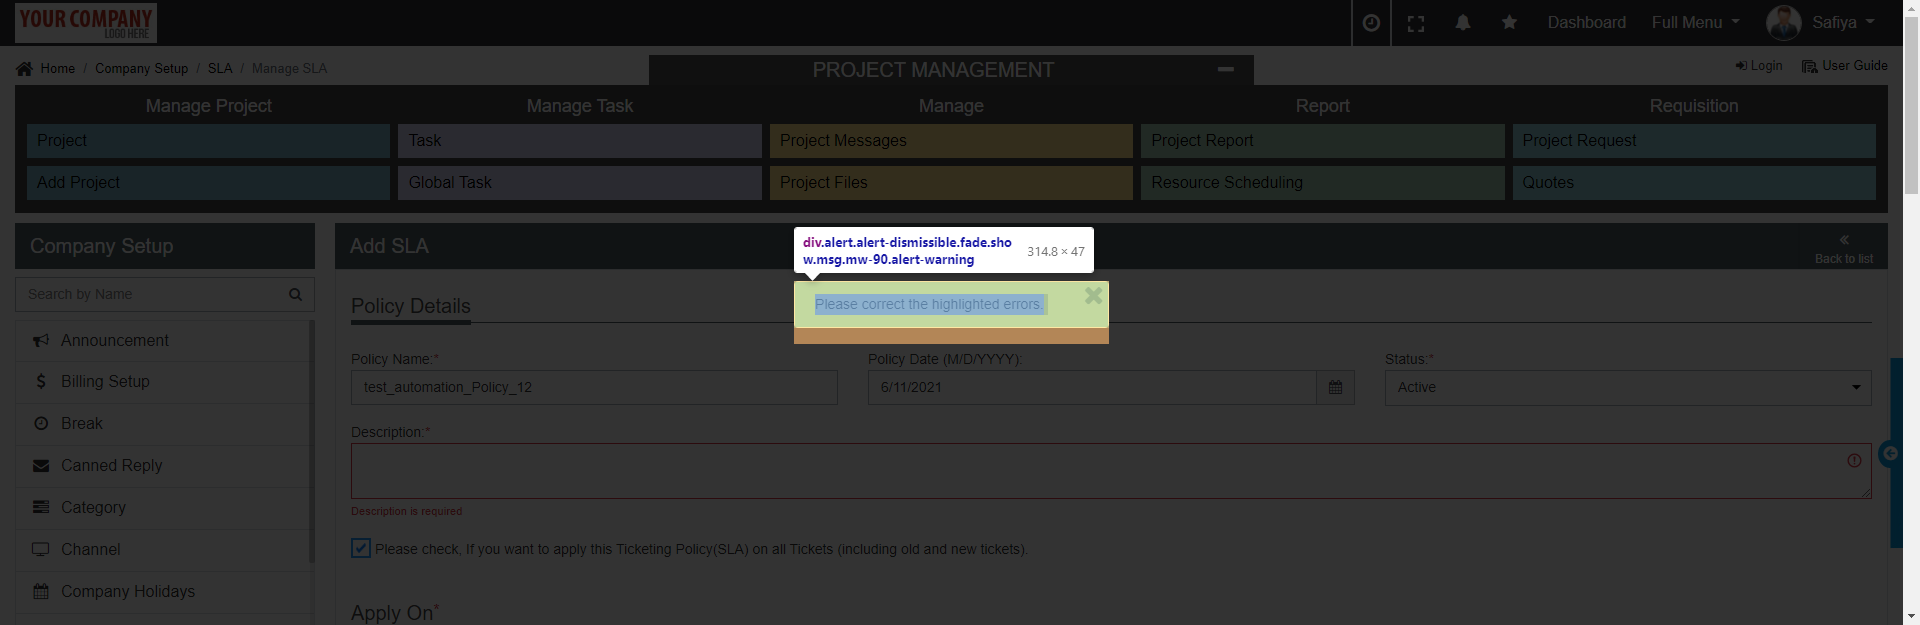 YOUR COMPANY
LOGO HERE
Dashboard
Full Menu
Safiya
Home / Company Setup / SLA / Manage SLA
PROJECT MANAGEMENT
Login
User Guide
Manage Project
Manage Task
Manage
Report
Requisition
Project
Task
Project Messages
Project Report
Project Request
Add Project
Global Task
Project Files
Resource Scheduling
Quotes
Company Setup
Search by Name
Announcement
Billing Setup
Break
Canned Reply
Category
Channel
Company Holidays
Add SLA
Back to list
div.alert.alert-dismissible.fade.sho
w.msg.mw-90.alert-warning
314.8 × 47
Please correct the highlighted errors.
Policy Details
Policy Name:*
test_automation_Policy_12
Policy Date (M/D/YYYY):
6/11/2021
Status:*
Active
Description:*
Description is required
Please check, If you want to apply this Ticketing Policy(SLA) on all Tickets (including old and new tickets).
Apply On*